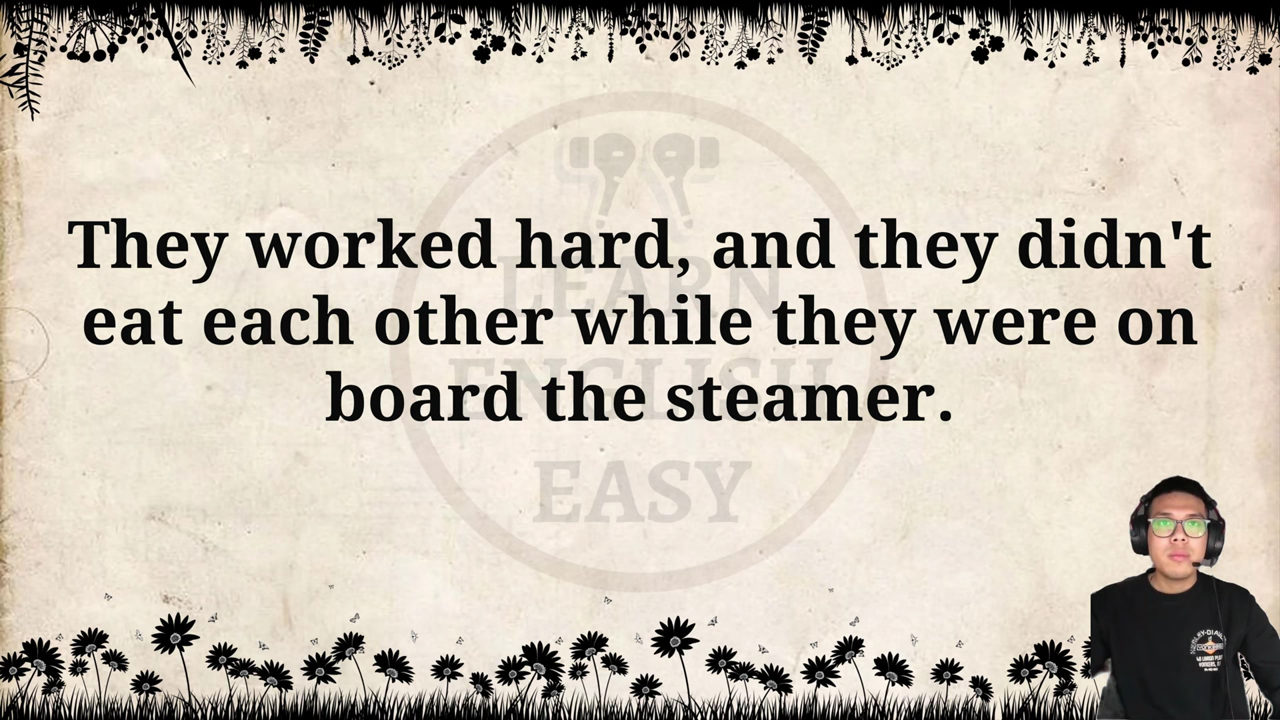 They worked hard, and they didn't
eat each other while they were on
board the steamer.
LEARN
ENGLISH
EASY